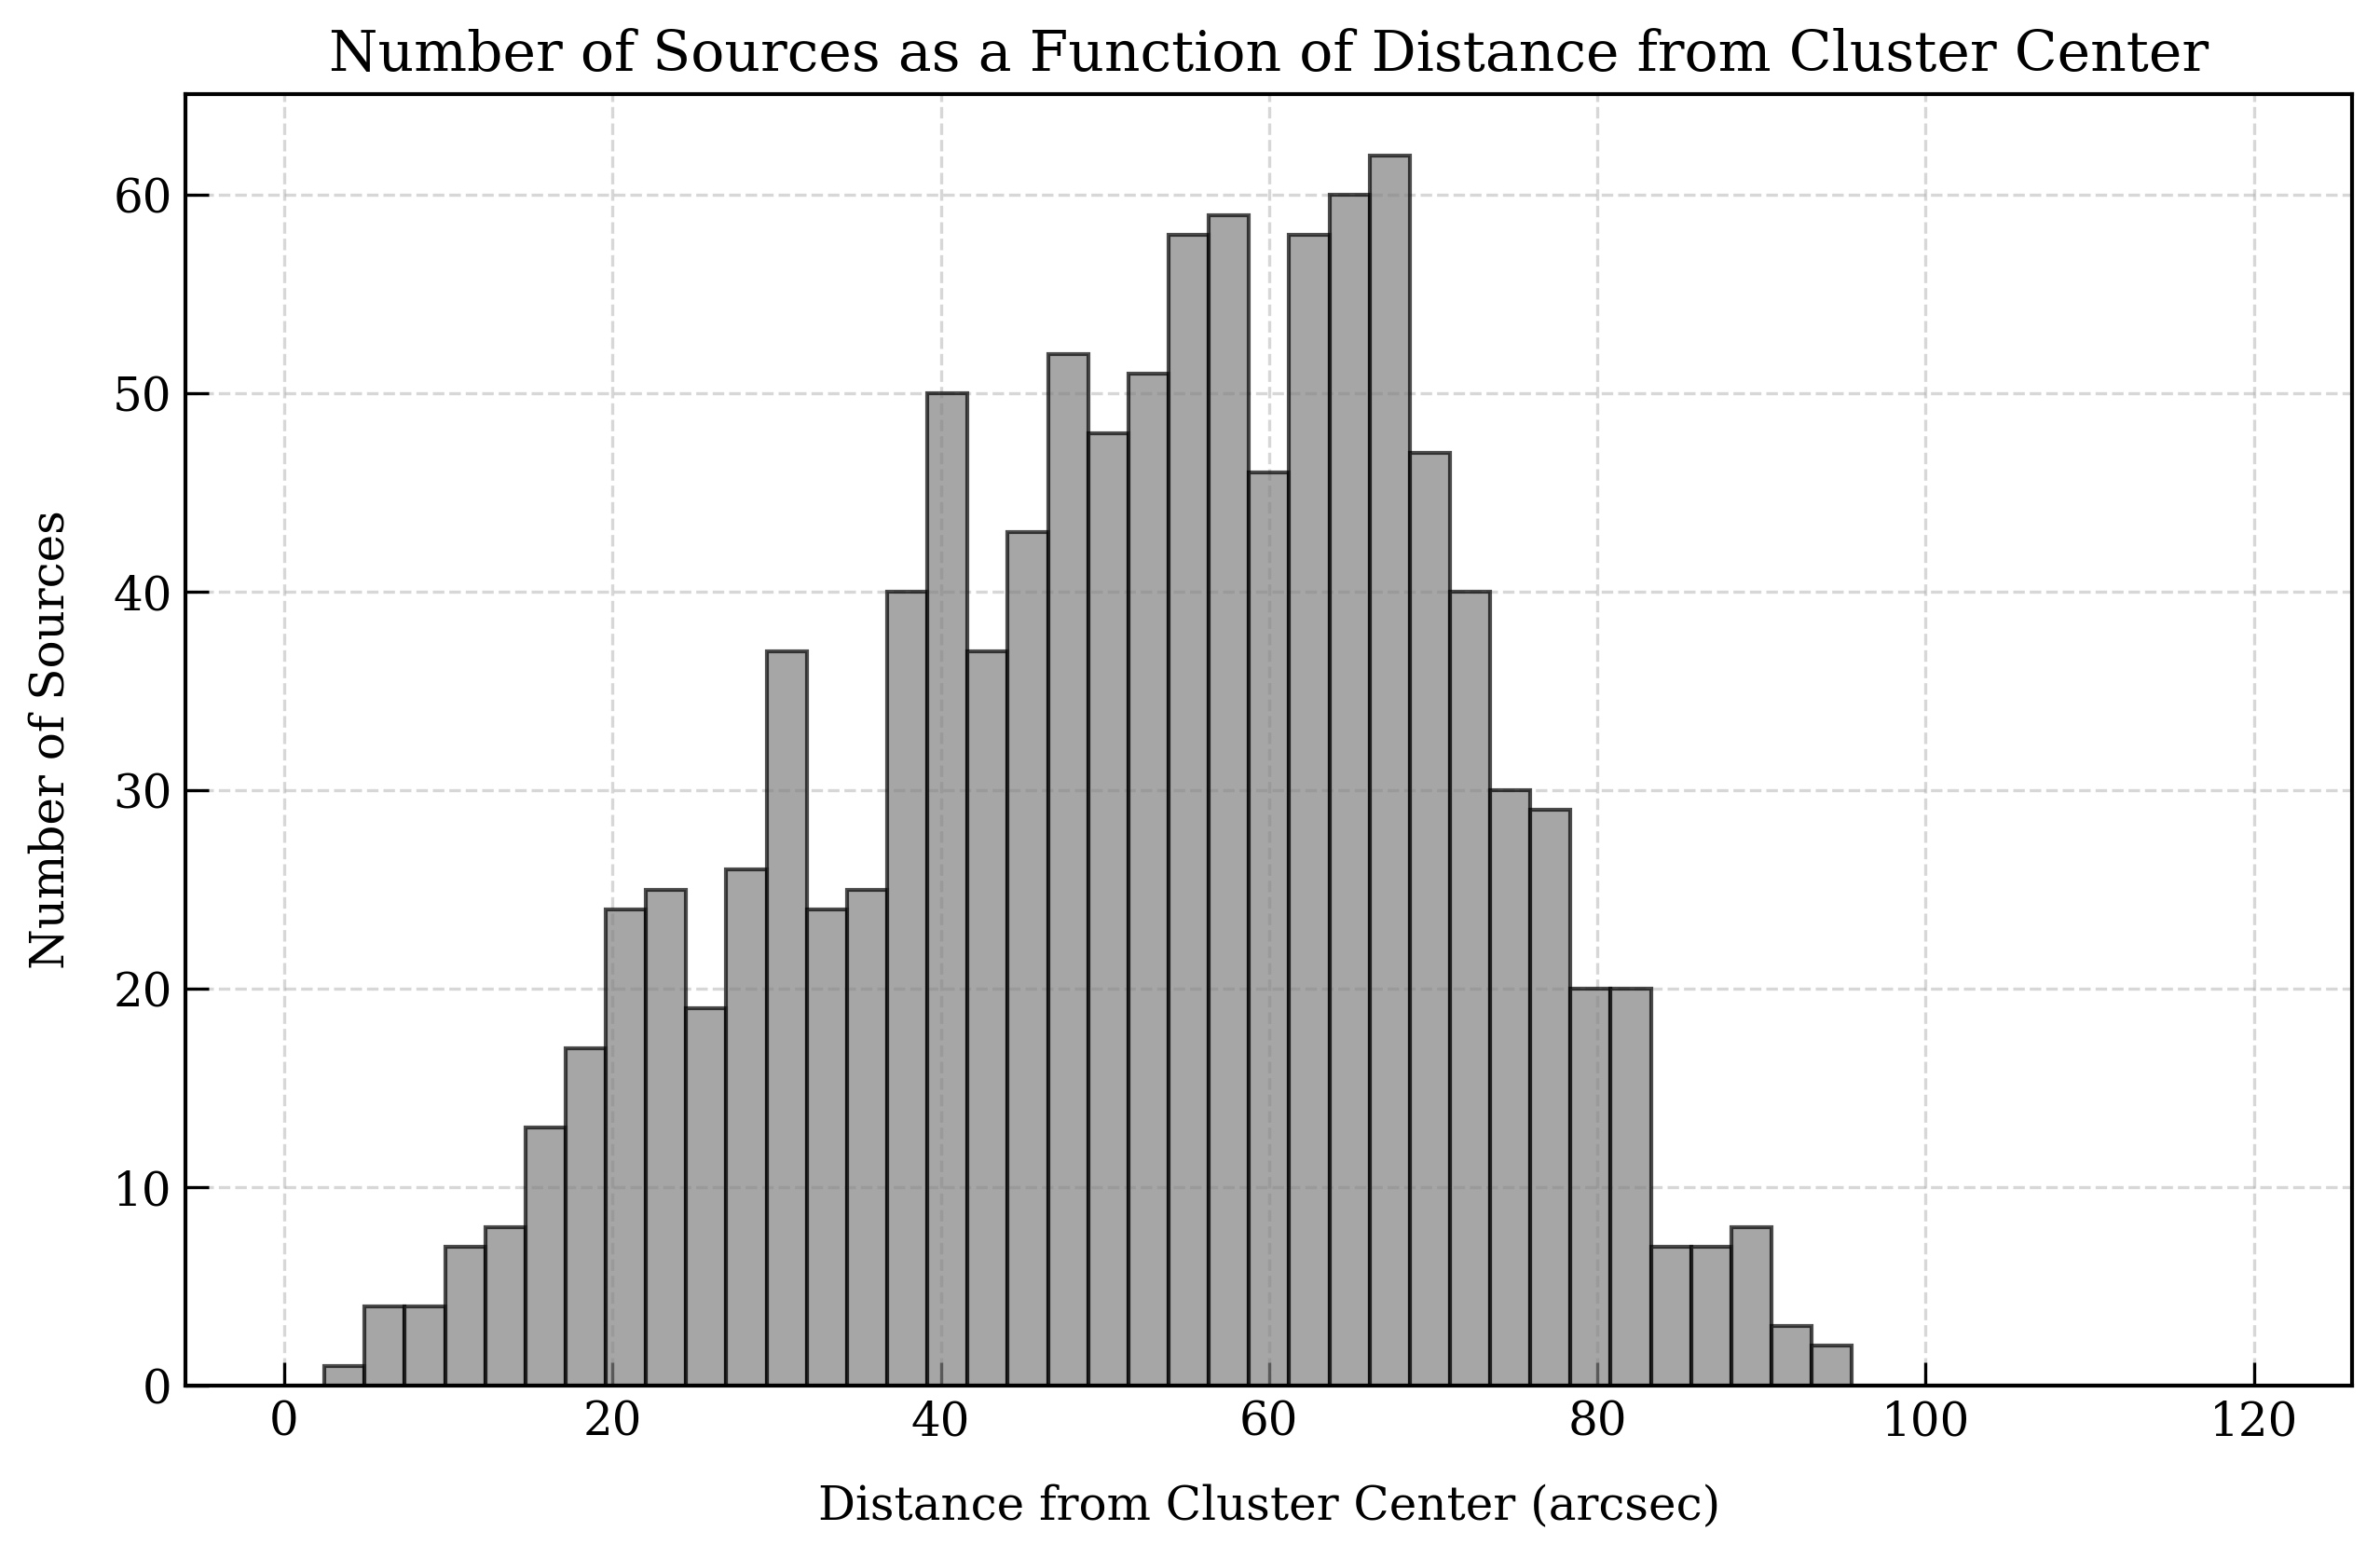 Number of Sources as a Function of Distance from Cluster Center
Number of Sources
60
50
40
30
20
10
0
0 20 40 60 80 100 120
Distance from Cluster Center (arcsec)